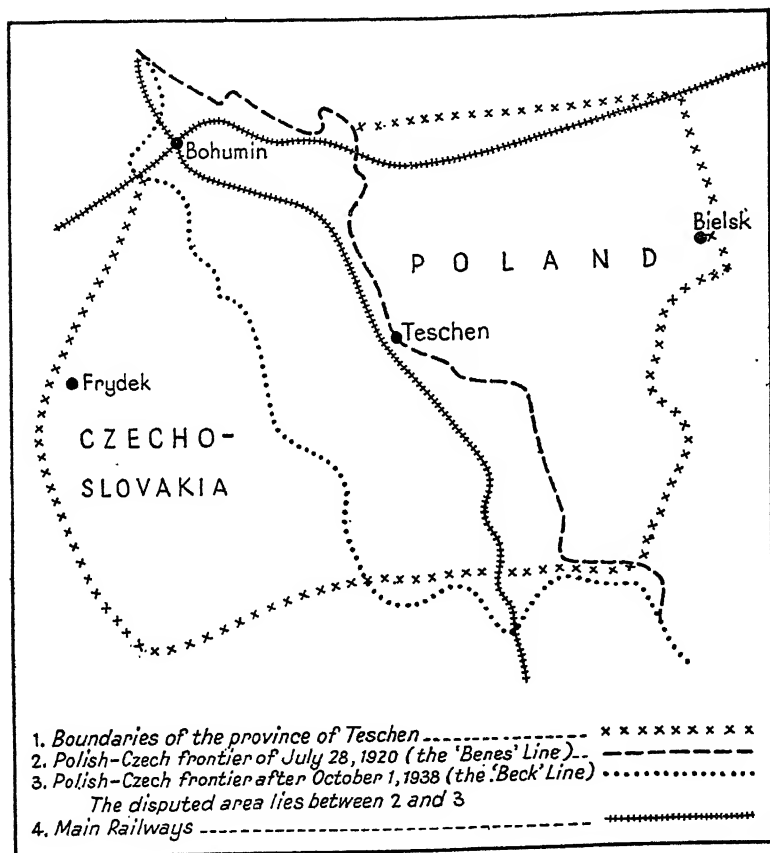 Bohumin
Bielsk
POLAND
Teschen
Frydek
CZECHO-
SLOVAKIA
1. Boundaries of the province of Teschen
2. Polish-Czech frontier of July 28, 1920 (the 'Benes' Line)
3. Polish-Czech frontier after October 1, 1938 (the 'Beck' Line)
The disputed area lies between 2 and 3
4. Main Railways